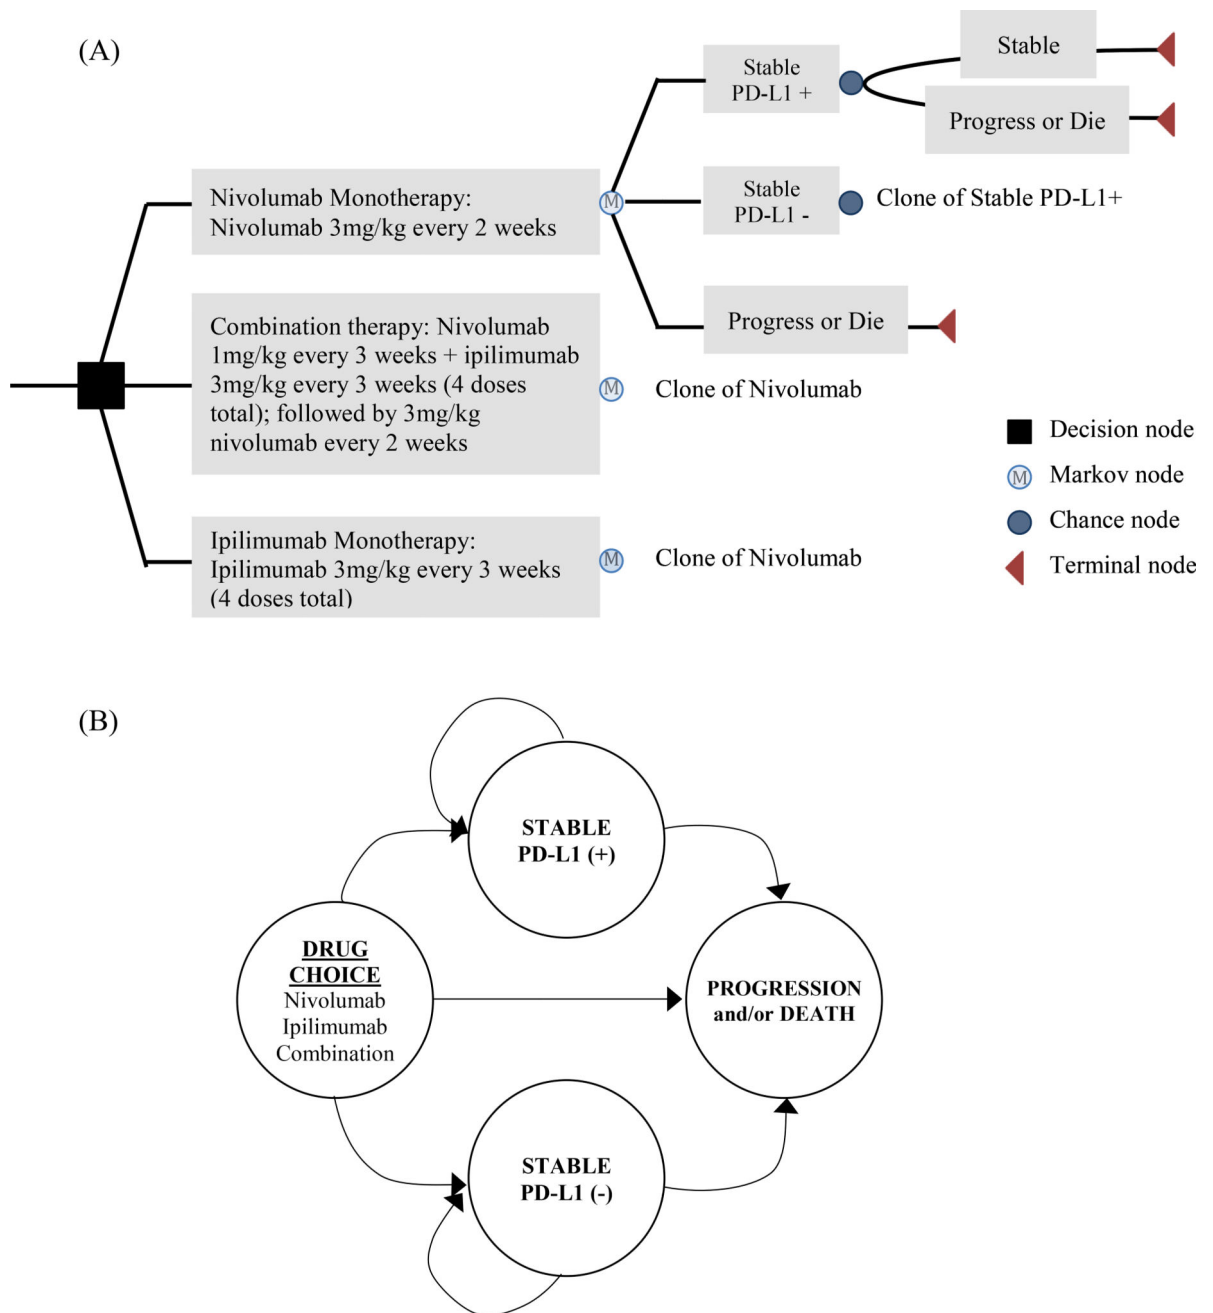 (A)
Stable
PD-L1 +
Stable
Progress or Die
Nivolumab Monotherapy:
Nivolumab 3mg/kg every 2 weeks
M
Stable
PD-L1 -
Clone of Stable PD-L1+
Progress or Die
Combination therapy: Nivolumab
1mg/kg every 3 weeks + ipilimumab
3mg/kg every 3 weeks (4 doses
total); followed by 3mg/kg
nivolumab every 2 weeks
M
Clone of Nivolumab
Ipilimumab Monotherapy:
Ipilimumab 3mg/kg every 3 weeks
(4 doses total)
M
Clone of Nivolumab
Decision node
M
Markov node
Chance node
Terminal node
(B)
STABLE
PD-L1 (+)
DRUG
CHOICE
Nivolumab
Ipilimumab
Combination
PROGRESSION
and/or DEATH
STABLE
PD-L1 (-)